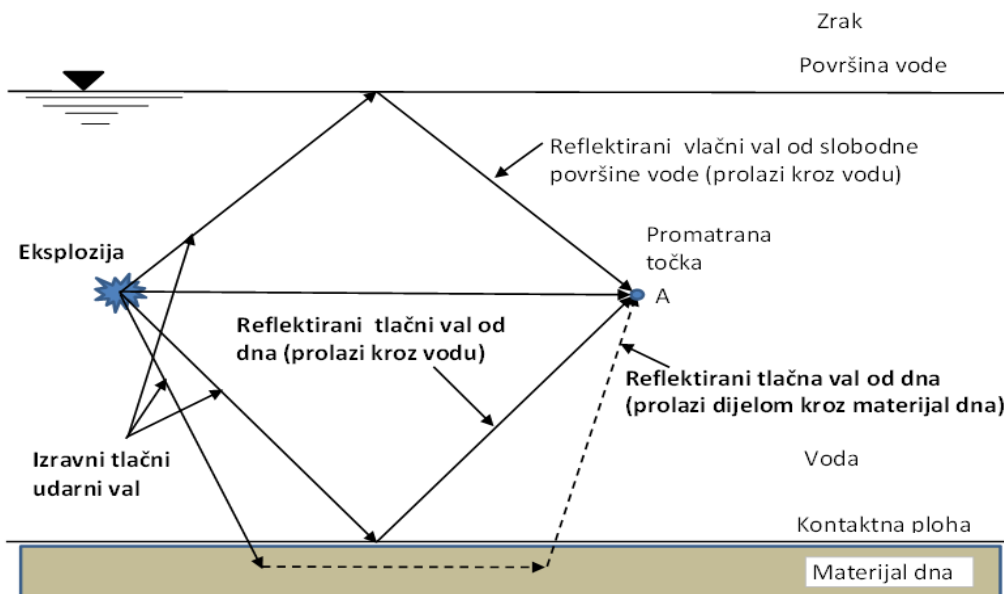 Zrak
Površina vode
Reflektirani  vlačni val od slobodne
površine vode (prolazi kroz vodu)
Eksplozija
Promatrana
točka
A
Reflektirani  tlačni val od
dna (prolazi kroz vodu)
Reflektirani tlačna val od dna
(prolazi dijelom kroz materijal dna)
Izravni tlačni
udarni val
Voda
Kontaktna ploha
Materijal dna